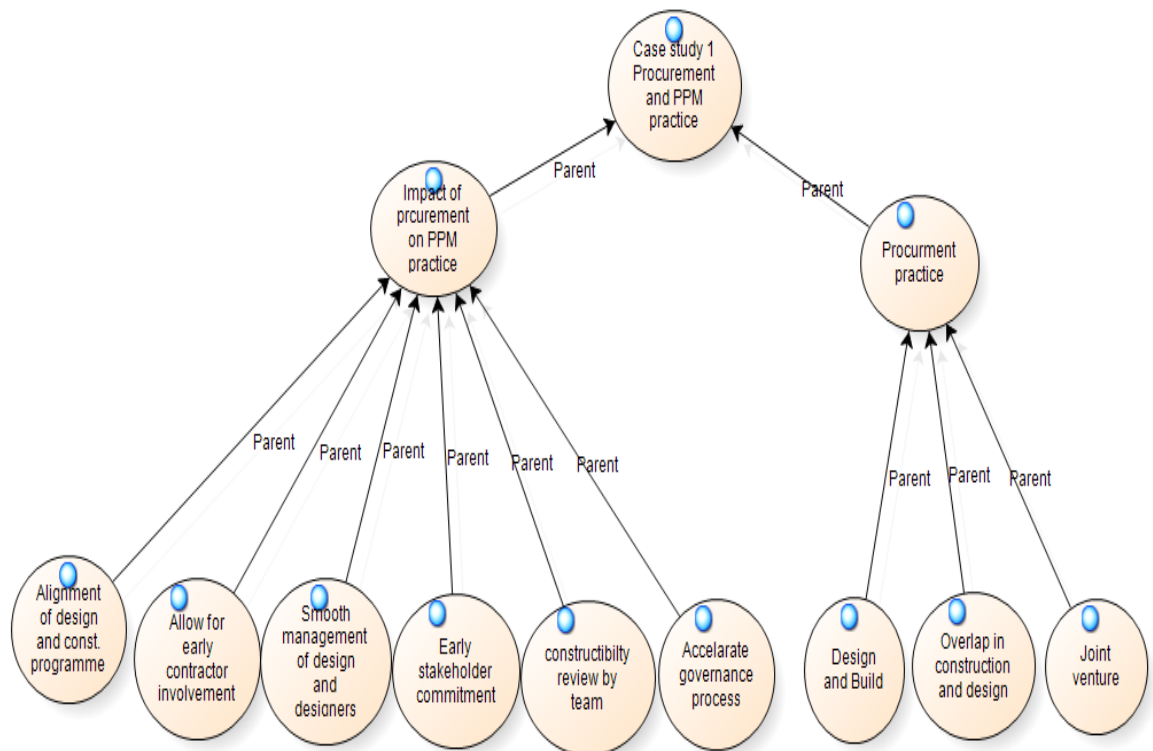 Case study 1
Procurement
and PPM
practice
Parent
Parent
Impact of
prcurement
on PPM
practice
Procurment
practice
Parent
Parent
Parent
Parent
Parent
Parent
Parent
Parent
Parent
Alignment
of design
and const.
programme
Allow for
early
contractor
involvement
Smooth
management
of design
and
designers
Early
stakeholder
commitment
constructibilty
review by
team
Accelarate
governance
process
Design
and Build
Overlap in
construction
and design
Joint
venture